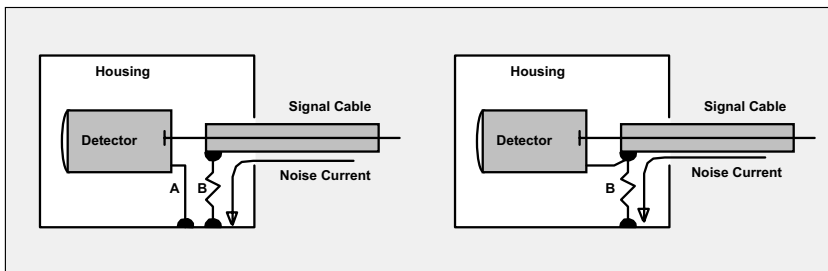 Housing
Signal Cable
Detector
A
B
Noise Current
Housing
Signal Cable
Detector
Noise Current
B